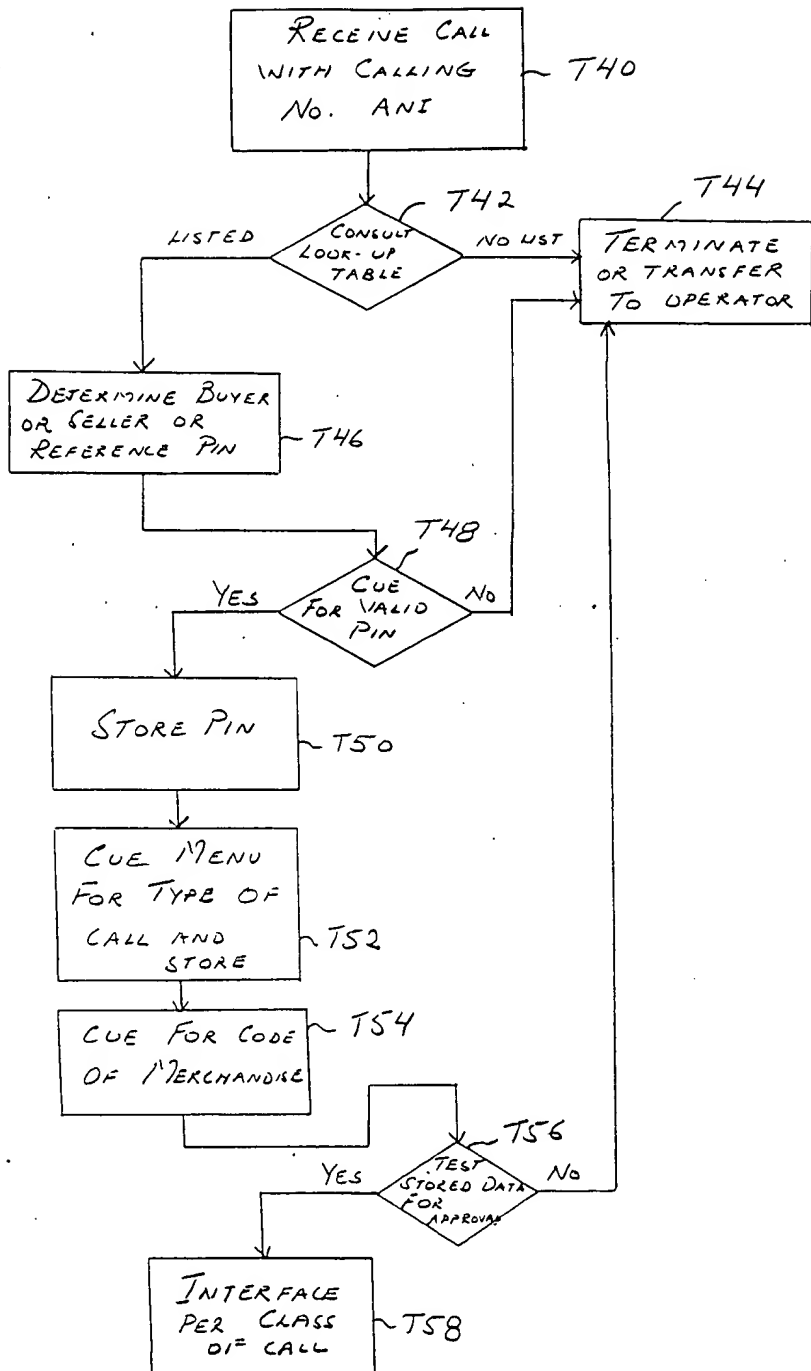 RECEIVE CALL
WITH CALLING
NO. ANI
T40
T42
CONSULT
LOOK-UP
TABLE
LISTED
NO LIST
T44
TERMINATE
OR TRANSFER
TO OPERATOR
DETERMINE BUYER
OR SELLER OR
REFERENCE PIN
T46
T48
CUE
FOR VALID
PIN
YES
NO
STORE PIN
T50
CUE MENU
FOR TYPE OF
CALL AND
STORE
T52
CUE FOR CODE
OF MERCHANDISE
T54
T56
TEST
STORED DATA
FOR
APPROVAL
YES
NO
INTERFACE
PER CLASS
OF CALL
T58